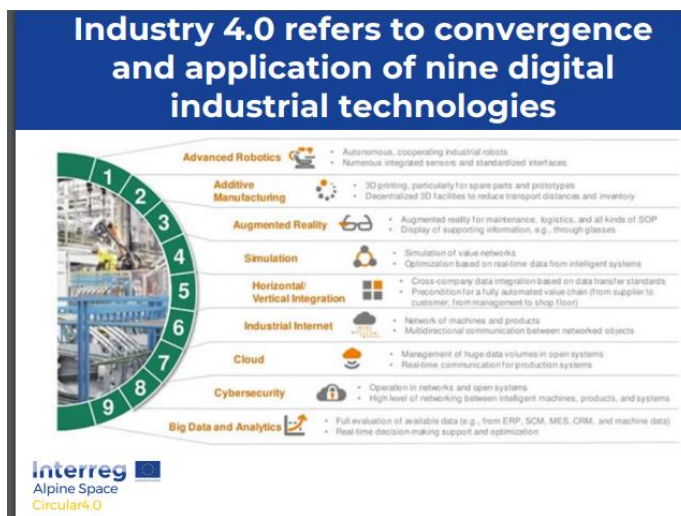 Industry 4.0 refers to convergence
and application of nine digital
industrial technologies
1
Advanced Robotics
• Autonomous, cooperating industrial robots
• Numerous integrated sensors and standardized interfaces
2
Additive
Manufacturing
• 3D printing, particularly for spare parts and prototypes
• Decentralized 3D facilities to reduce transport distances and inventory
3
Augmented Reality
• Augmented reality for maintenance, logistics, and all kinds of SOP
• Display of supporting information, e.g., through glasses
4
Simulation
• Simulation of value networks
• Optimization based on real-time data from intelligent systems
5
Horizontal/
Vertical Integration
• Cross-company data integration based on data transfer standards
• Precondition for a fully automated value chain (from supplier to
customer, from management to shop floor)
6
Industrial Internet
• Network of machines and products
• Multidirectional communication between networked objects
7
Cloud
• Management of huge data volumes in open systems
• Real-time communication for production systems
8
Cybersecurity
• Operation in networks and open systems
• High level of networking between intelligent machines, products, and systems
9
Big Data and Analytics
• Full evaluation of available data (e.g., from ERP, SCM, MES, CRM, and machine data)
• Real-time decision-making support and optimization
Interreg
Alpine Space
Circular4.0